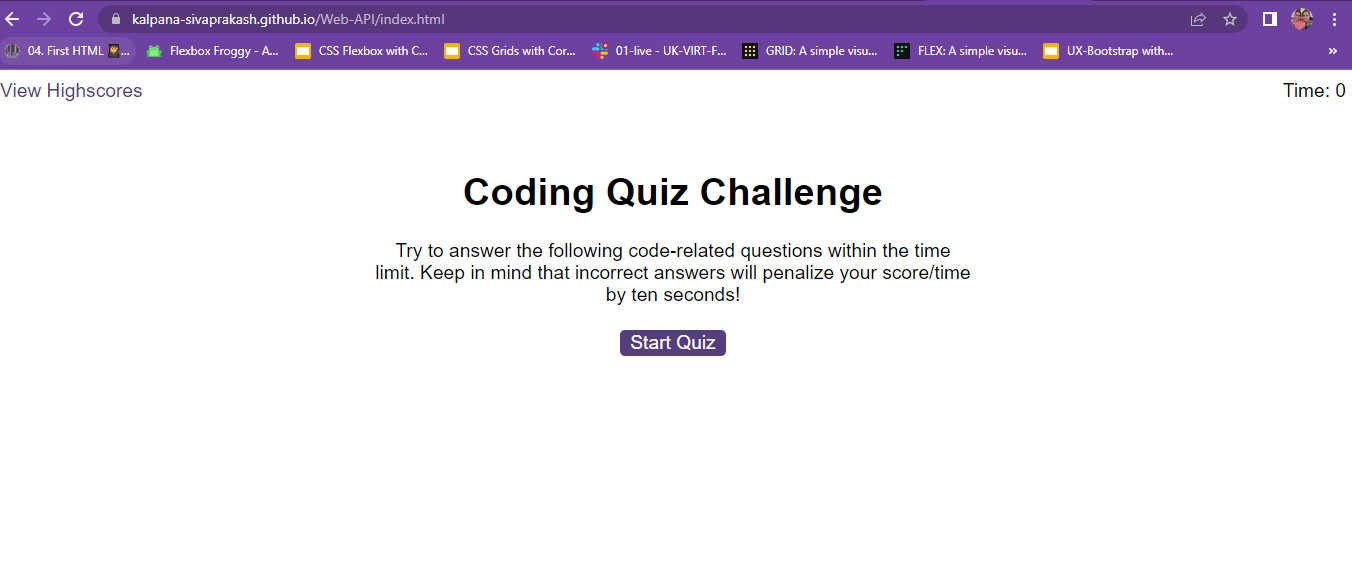 kalpana-sivaprakash.github.io/Web-API/index.html
04. First HTML 👩‍🎓... Flexbox Froggy - A... CSS Flexbox with C... CSS Grids with Cor... 01-live - UK-VIRT-F... GRID: A simple visu... FLEX: A simple visu... UX-Bootstrap with... »
View Highscores Time: 0
Coding Quiz Challenge
Try to answer the following code-related questions within the time
limit. Keep in mind that incorrect answers will penalize your score/time
by ten seconds!
Start Quiz